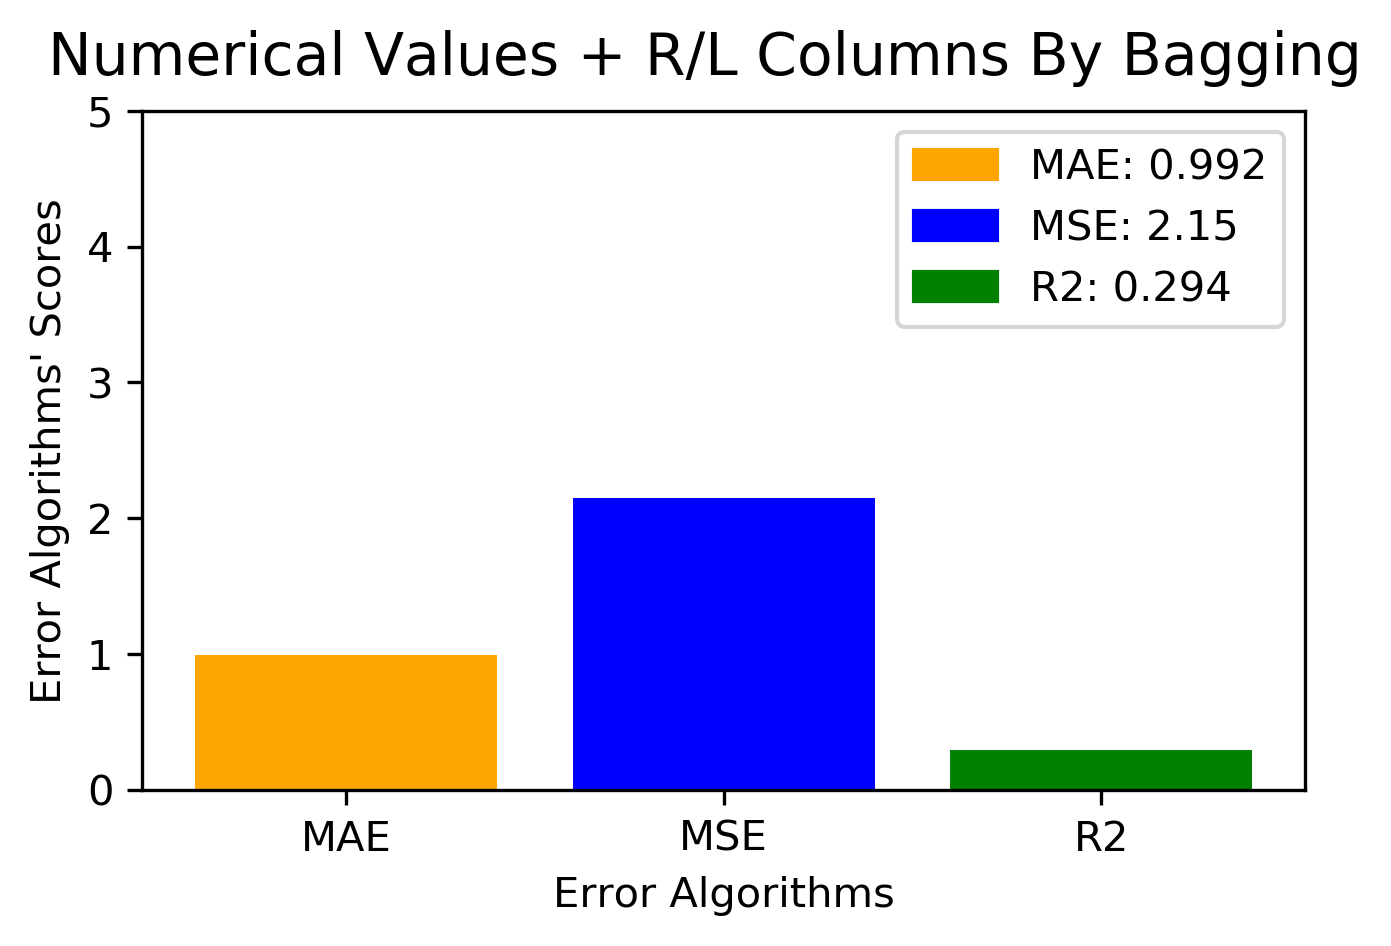 Numerical Values + R/L Columns By Bagging
Error Algorithms' Scores
5
4
3
2
1
0
MAE: 0.992
MSE: 2.15
R2: 0.294
MAE
MSE
R2
Error Algorithms